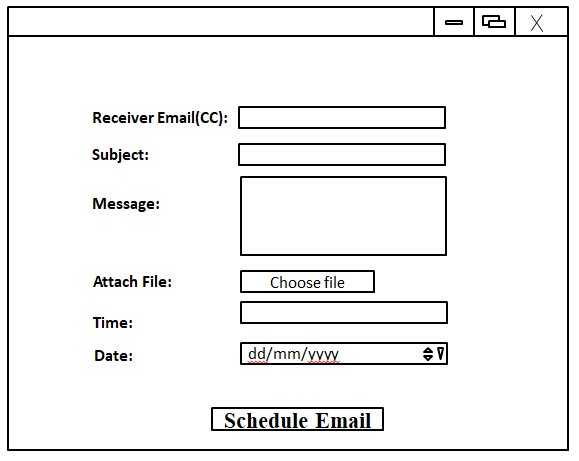 X
Receiver Email(CC):
Subject:
Message:
Attach File: Choose file
Time:
Date: dd/mm/yyyy
Schedule Email